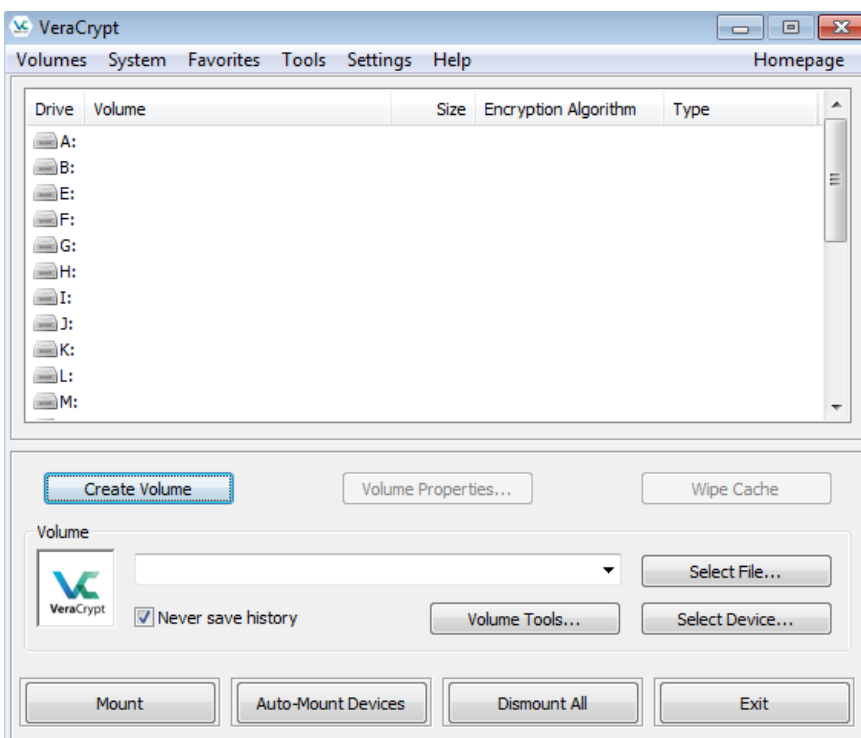 VeraCrypt
Volumes System Favorites Tools Settings Help Homepage
Drive Volume Size Encryption Algorithm Type
A:
B:
E:
F:
G:
H:
I:
J:
K:
L:
M:
Create Volume Volume Properties... Wipe Cache
Volume
VeraCrypt
Select File...
Never save history Volume Tools... Select Device...
Mount Auto-Mount Devices Dismount All Exit